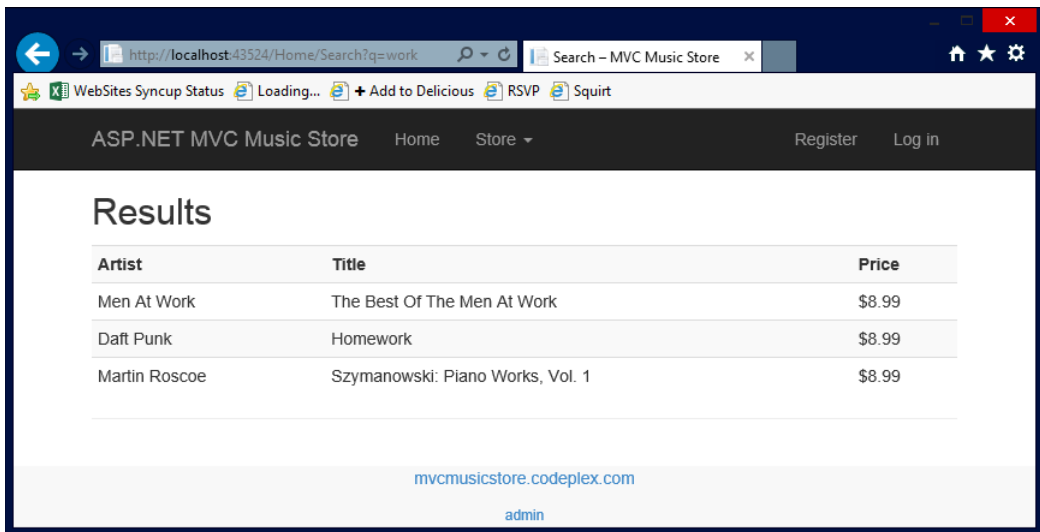 http://localhost:43524/Home/Search?q=work
Search – MVC Music Store
WebSites Syncup Status Loading... + Add to Delicious RSVP Squirt
ASP.NET MVC Music Store Home Store Register Log in
Results
Artist Title Price
Men At Work The Best Of The Men At Work $8.99
Daft Punk Homework $8.99
Martin Roscoe Szymanowski: Piano Works, Vol. 1 $8.99
mvcmusicstore.codeplex.com
admin